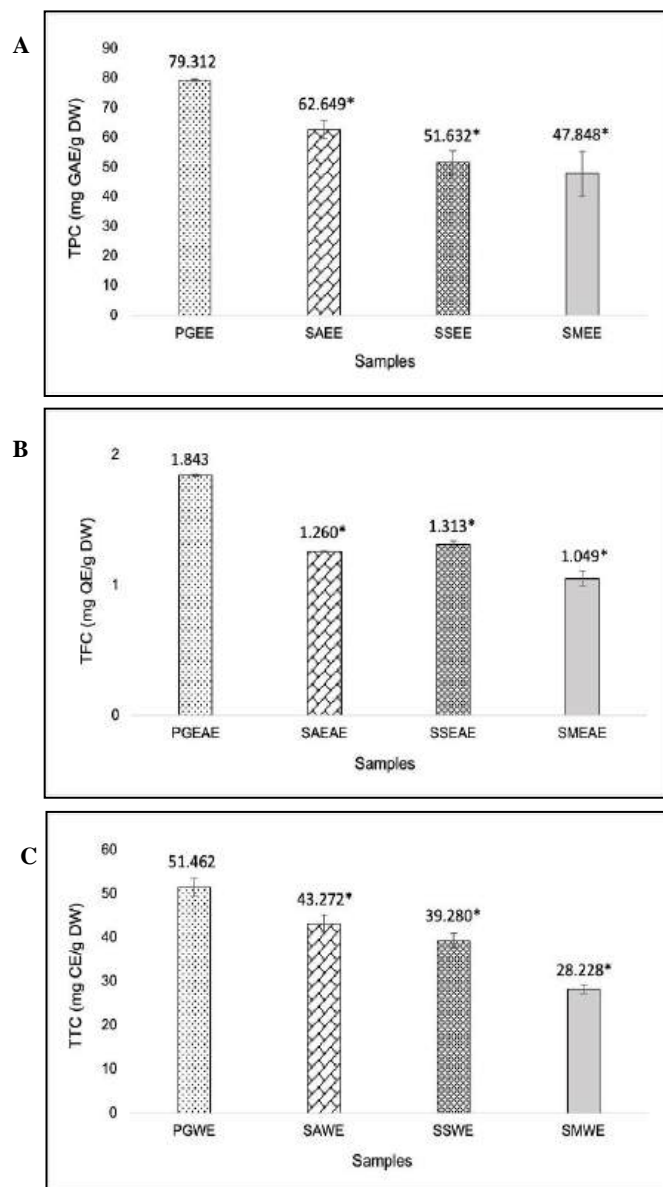 A
TPC (mg GAE/g DW)
90
80
70
60
50
40
30
20
10
0
79.312
62.649*
51.632*
47.848*
PGEE SAEE SSEE SMEE
Samples
B
TFC (mg QE/g DW)
2
1
0
1.843
1.260*
1.313*
1.049*
PGEAE SAEAE SSEAE SMEAE
Samples
C
TTC (mg CE/g DW)
60
50
40
30
20
10
0
51.462
43.272*
39.280*
28.228*
PGWE SAWE SSWE SMWE
Samples